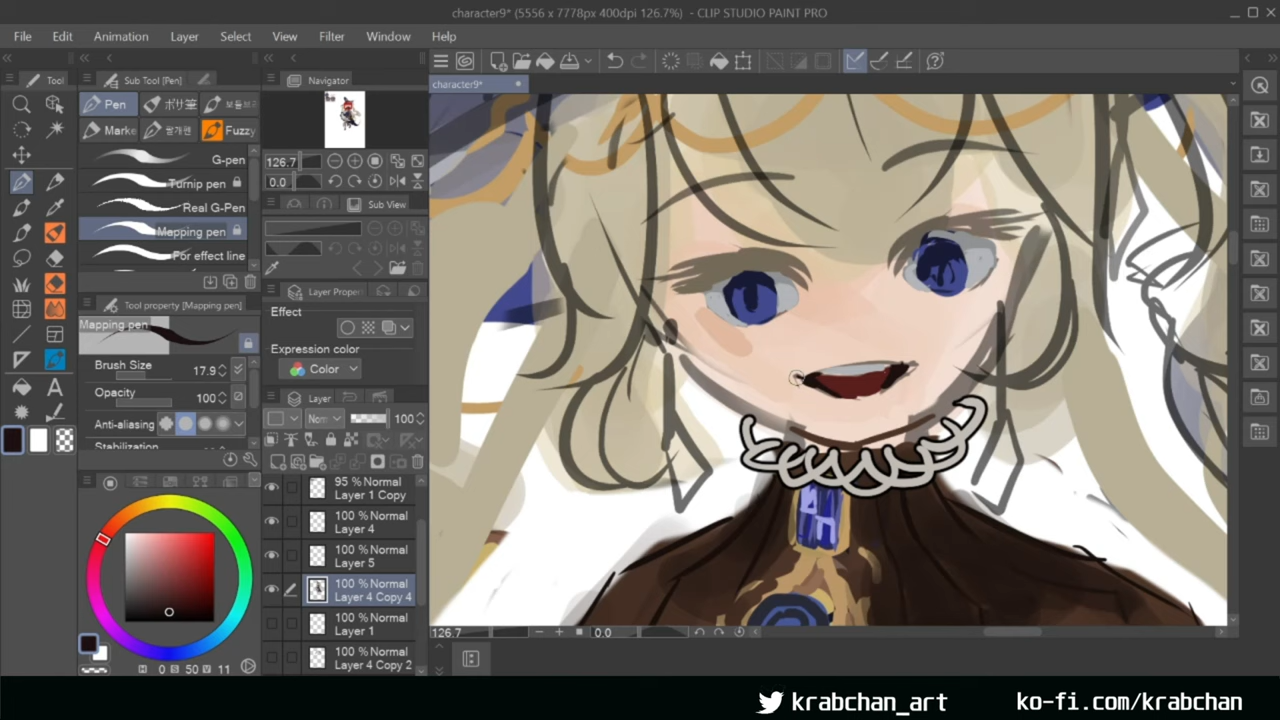 character9* (5556 x 7778px 400dpi 126.7%) - CLIP STUDIO PAINT PRO
File Edit Animation Layer Select View Filter Window Help
Tool
Sub Tool [Pen]
Navigator
character9*
Pen
Marke
Fuzzy
126.7
0.0
G-pen
Turnip pen
Real G-Pen
Mapping pen
For effect line
Sub View
Layer Proper
Tool property [Mapping pen]
Mapping pen
Effect
Expression color
Color
Brush Size 17.9
Opacity 100
Anti-aliasing
Stabilization
Layer
Norm 100
95 % Normal
Layer 1 Copy
100 % Normal
Layer 4
100 % Normal
Layer 5
100 % Normal
Layer 4 Copy 4
100 % Normal
Layer 1
100 % Normal
Layer 4 Copy 2
H 0 S 50 V 11
126.7 0.0
krabchan_art ko-fi.com/krabchan